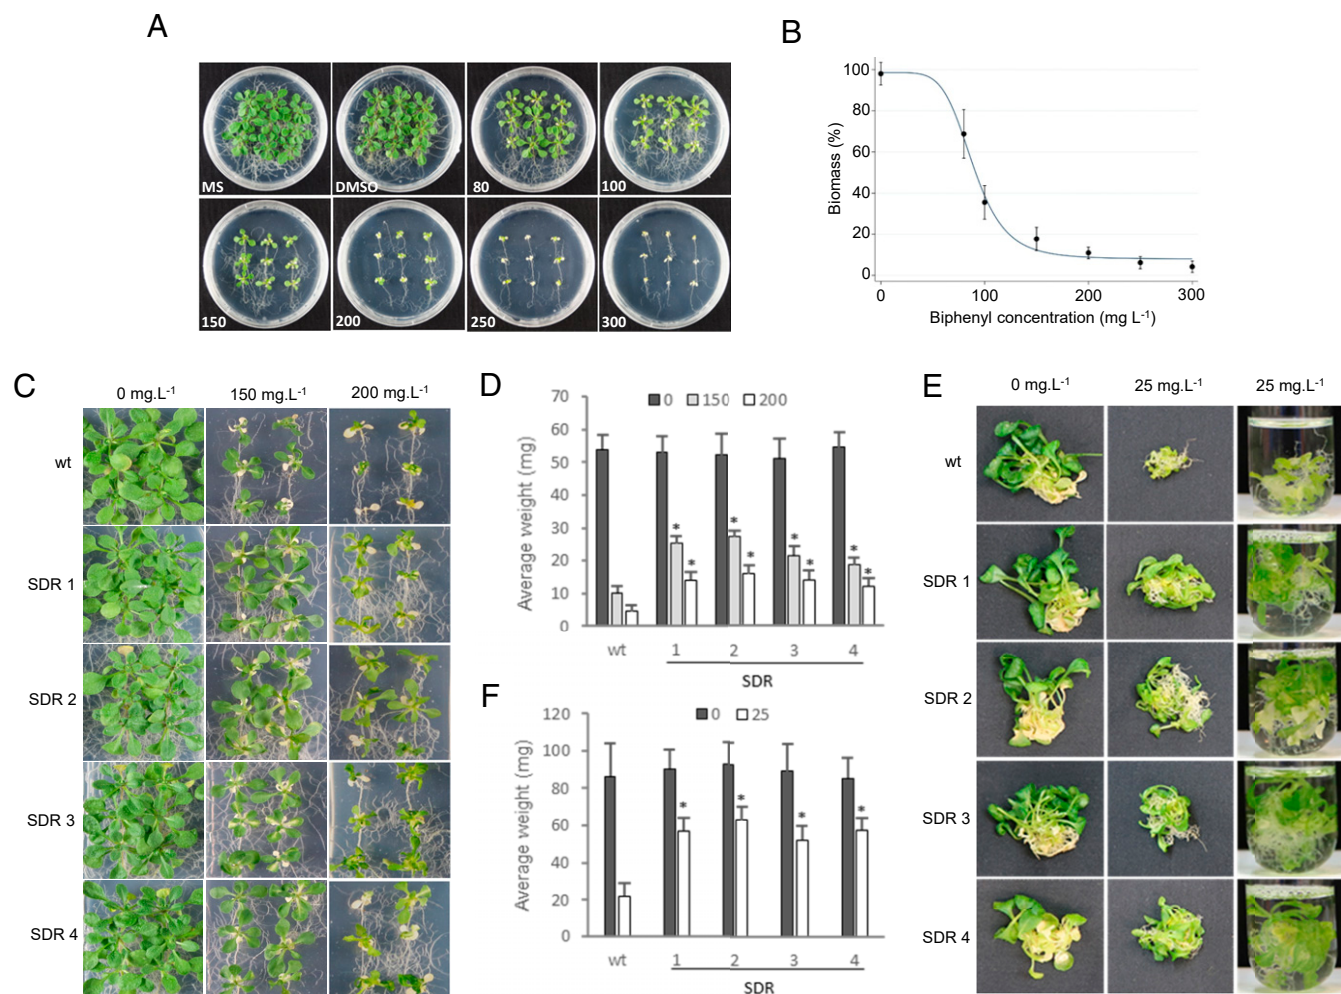 A
MS
DMSO
80
100
150
200
250
300
B
Biomass (%)
100
80
60
40
20
0
0
100
200
300
Biphenyl concentration (mg L-1)
C
0 mg.L-1
150 mg.L-1
200 mg.L-1
wt
SDR 1
SDR 2
SDR 3
SDR 4
D
0
150
200
Average weight (mg)
70
60
50
40
30
20
10
0
*
*
*
*
*
*
*
*
wt
1
2
3
4
SDR
E
0 mg.L-1
25 mg.L-1
25 mg.L-1
wt
SDR 1
SDR 2
SDR 3
SDR 4
F
0
25
Average weight (mg)
120
100
80
60
40
20
0
*
*
*
*
wt
1
2
3
4
SDR